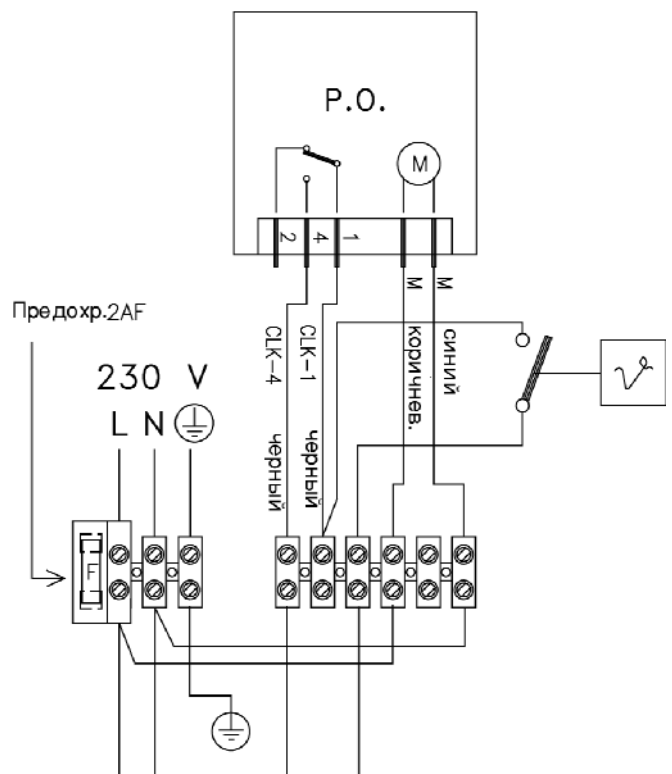 P.O.
M
2 4 1
M M
Предохр.2AF
230 V
L N
CLK-4
CLK-1
коричнев.
синий
черный
черный
F